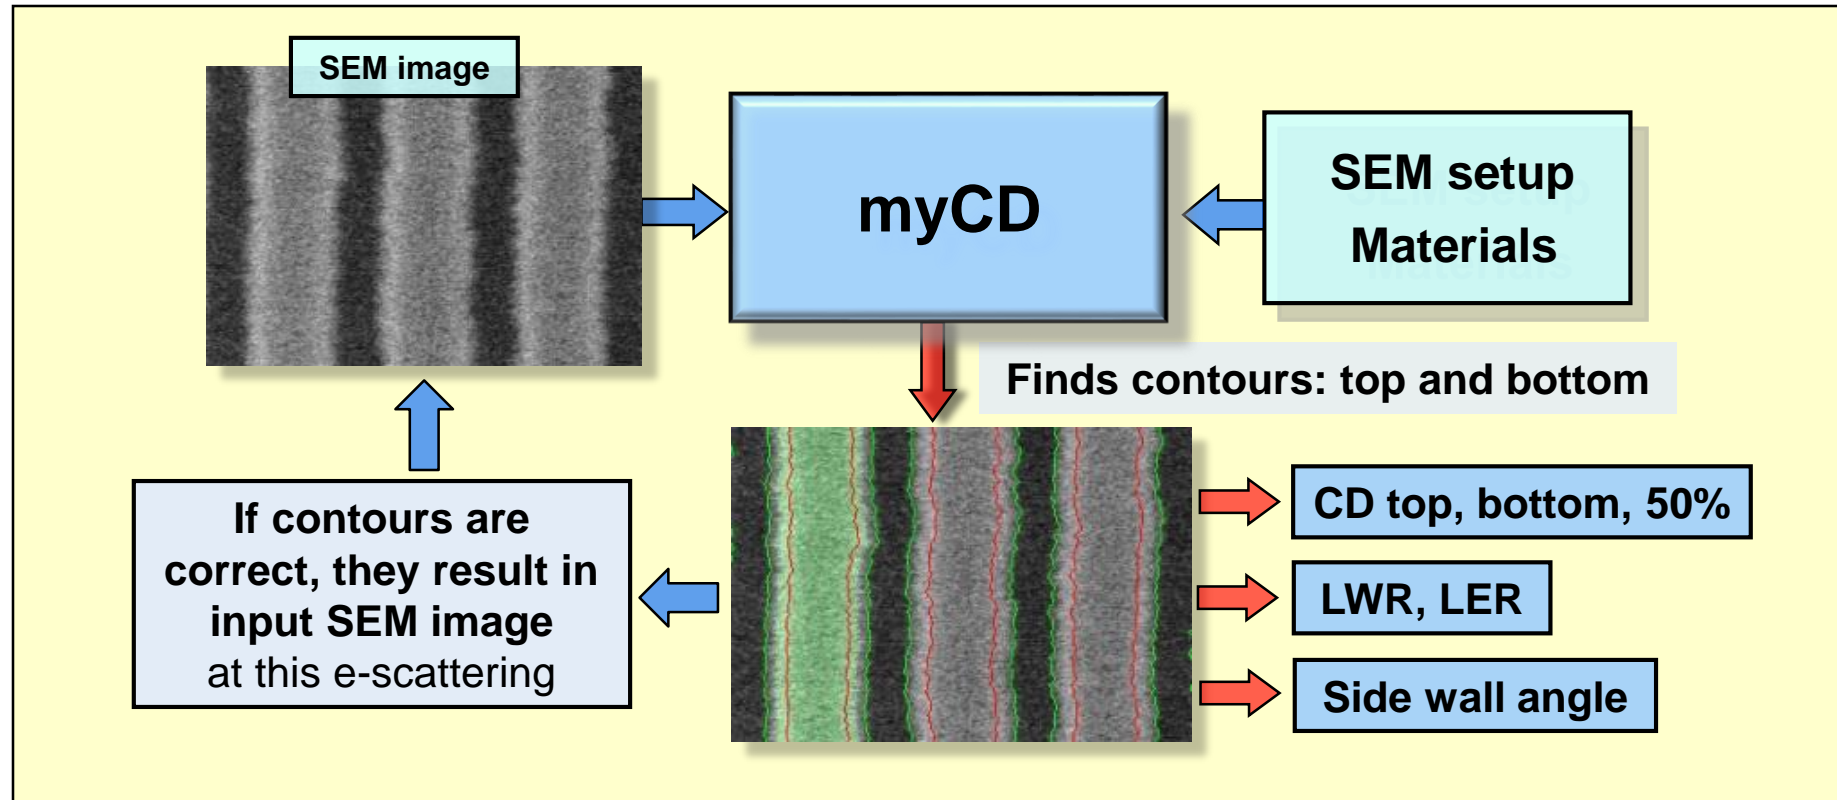 SEM image
myCD
SEM setup
Materials
Finds contours: top and bottom
If contours are
correct, they result in
input SEM image
at this e-scattering
CD top, bottom, 50%
LWR, LER
Side wall angle